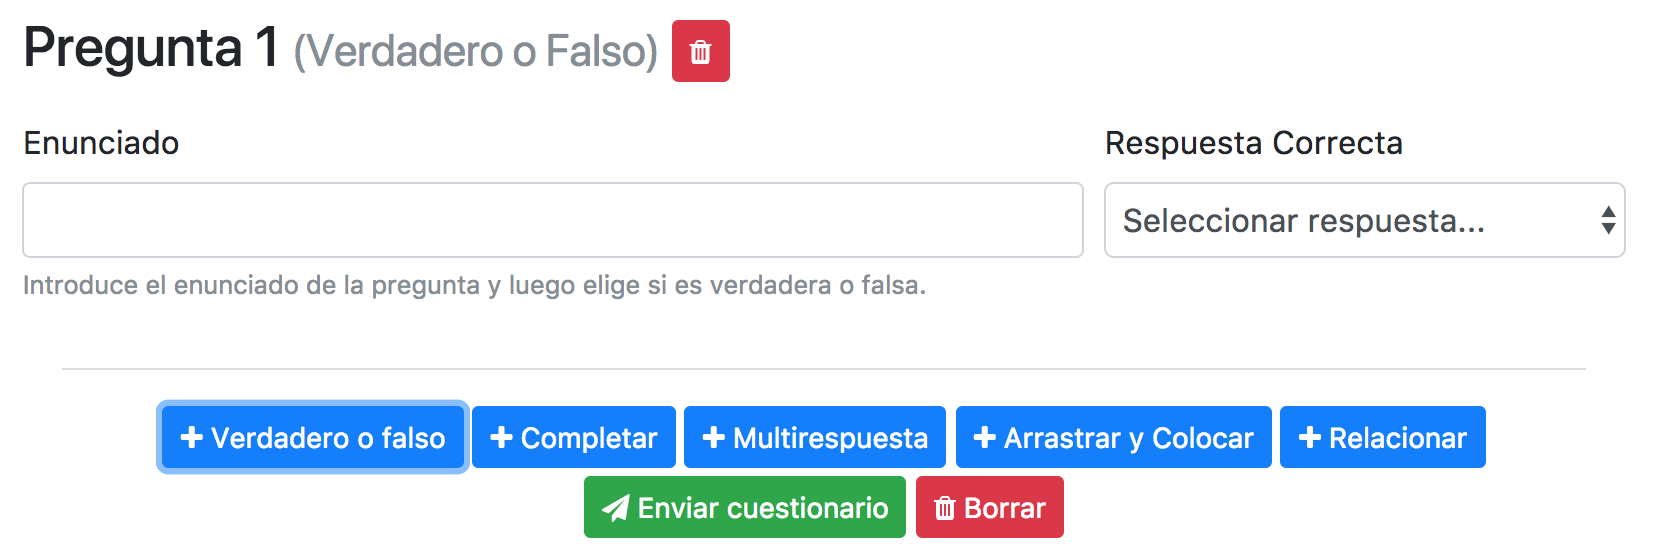 Pregunta 1 (Verdadero o Falso)
Enunciado
Respuesta Correcta
Seleccionar respuesta...
Introduce el enunciado de la pregunta y luego elige si es verdadera o falsa.
Verdadero o falso Completar Multirespuesta Arrastrar y Colocar Relacionar
Enviar cuestionario Borrar